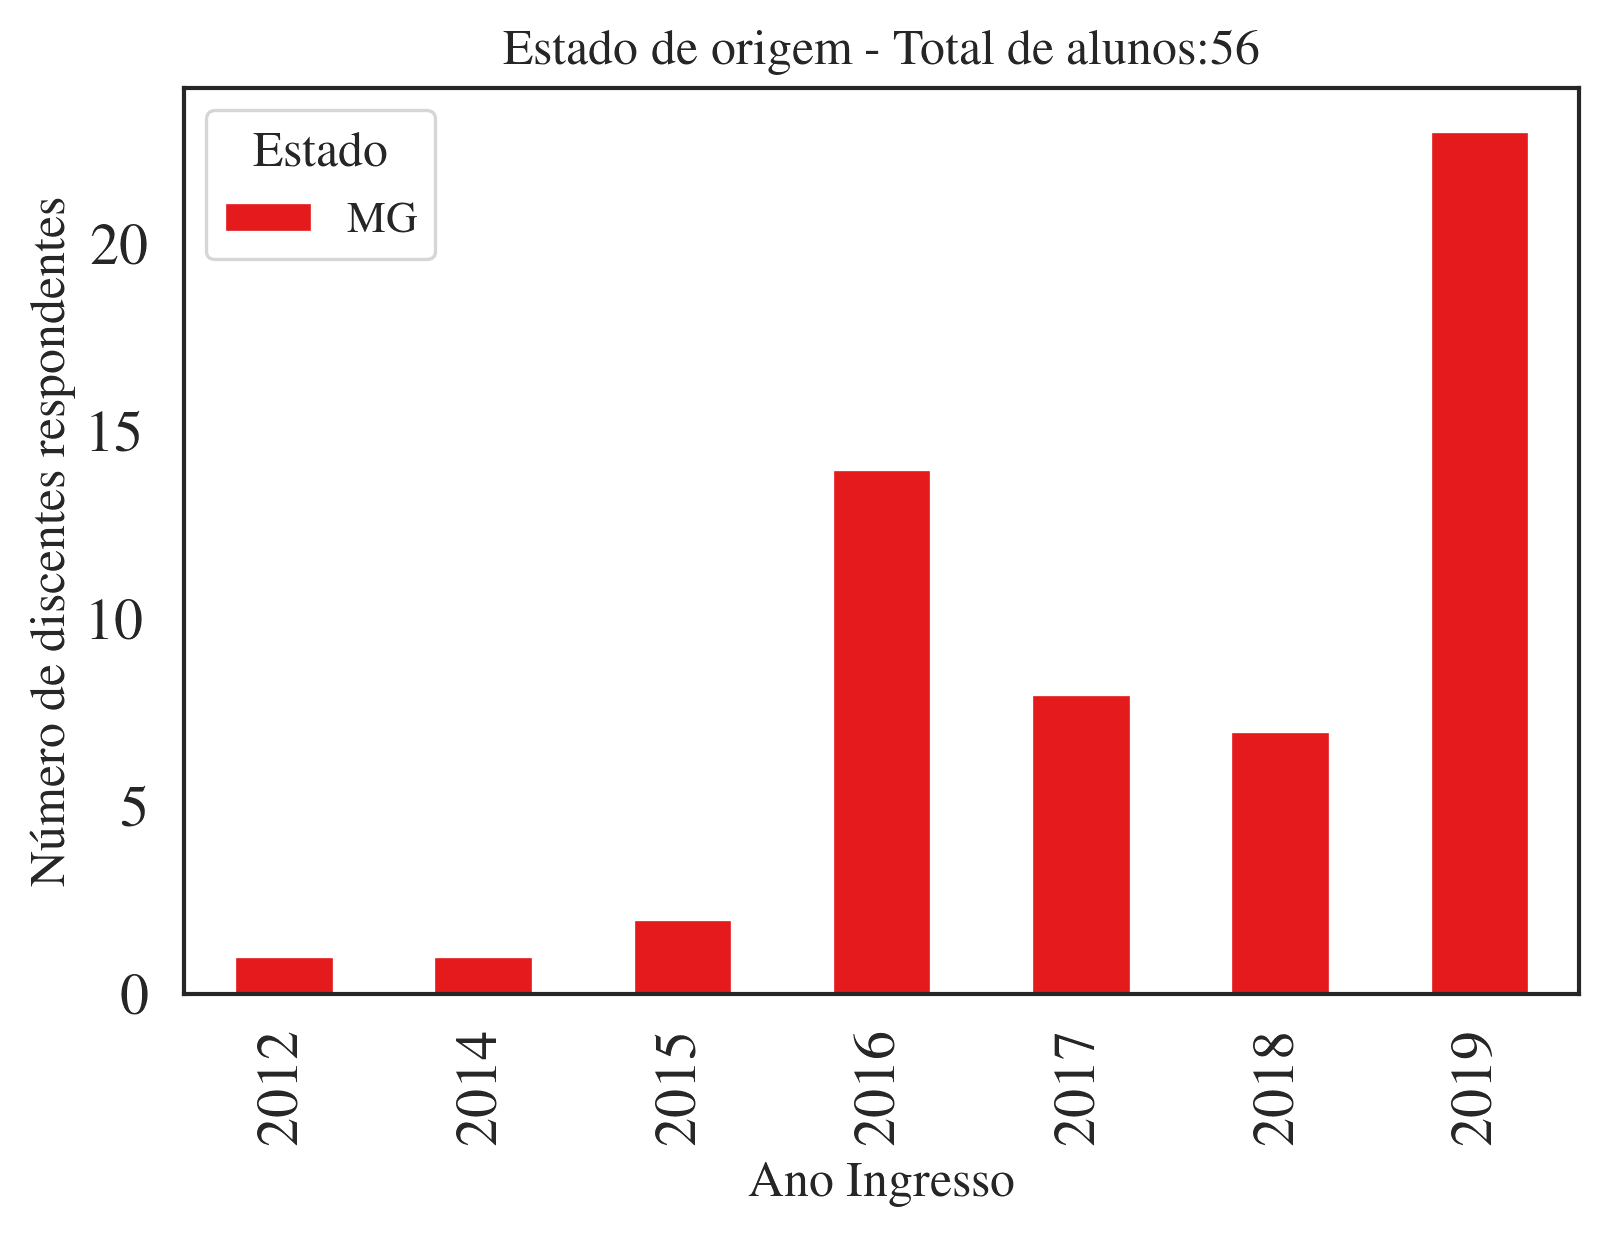 Estado de origem - Total de alunos:56
Estado
MG
Número de discentes respondentes
20
15
10
5
0
2012
2014
2015
2016
2017
2018
2019
Ano Ingresso